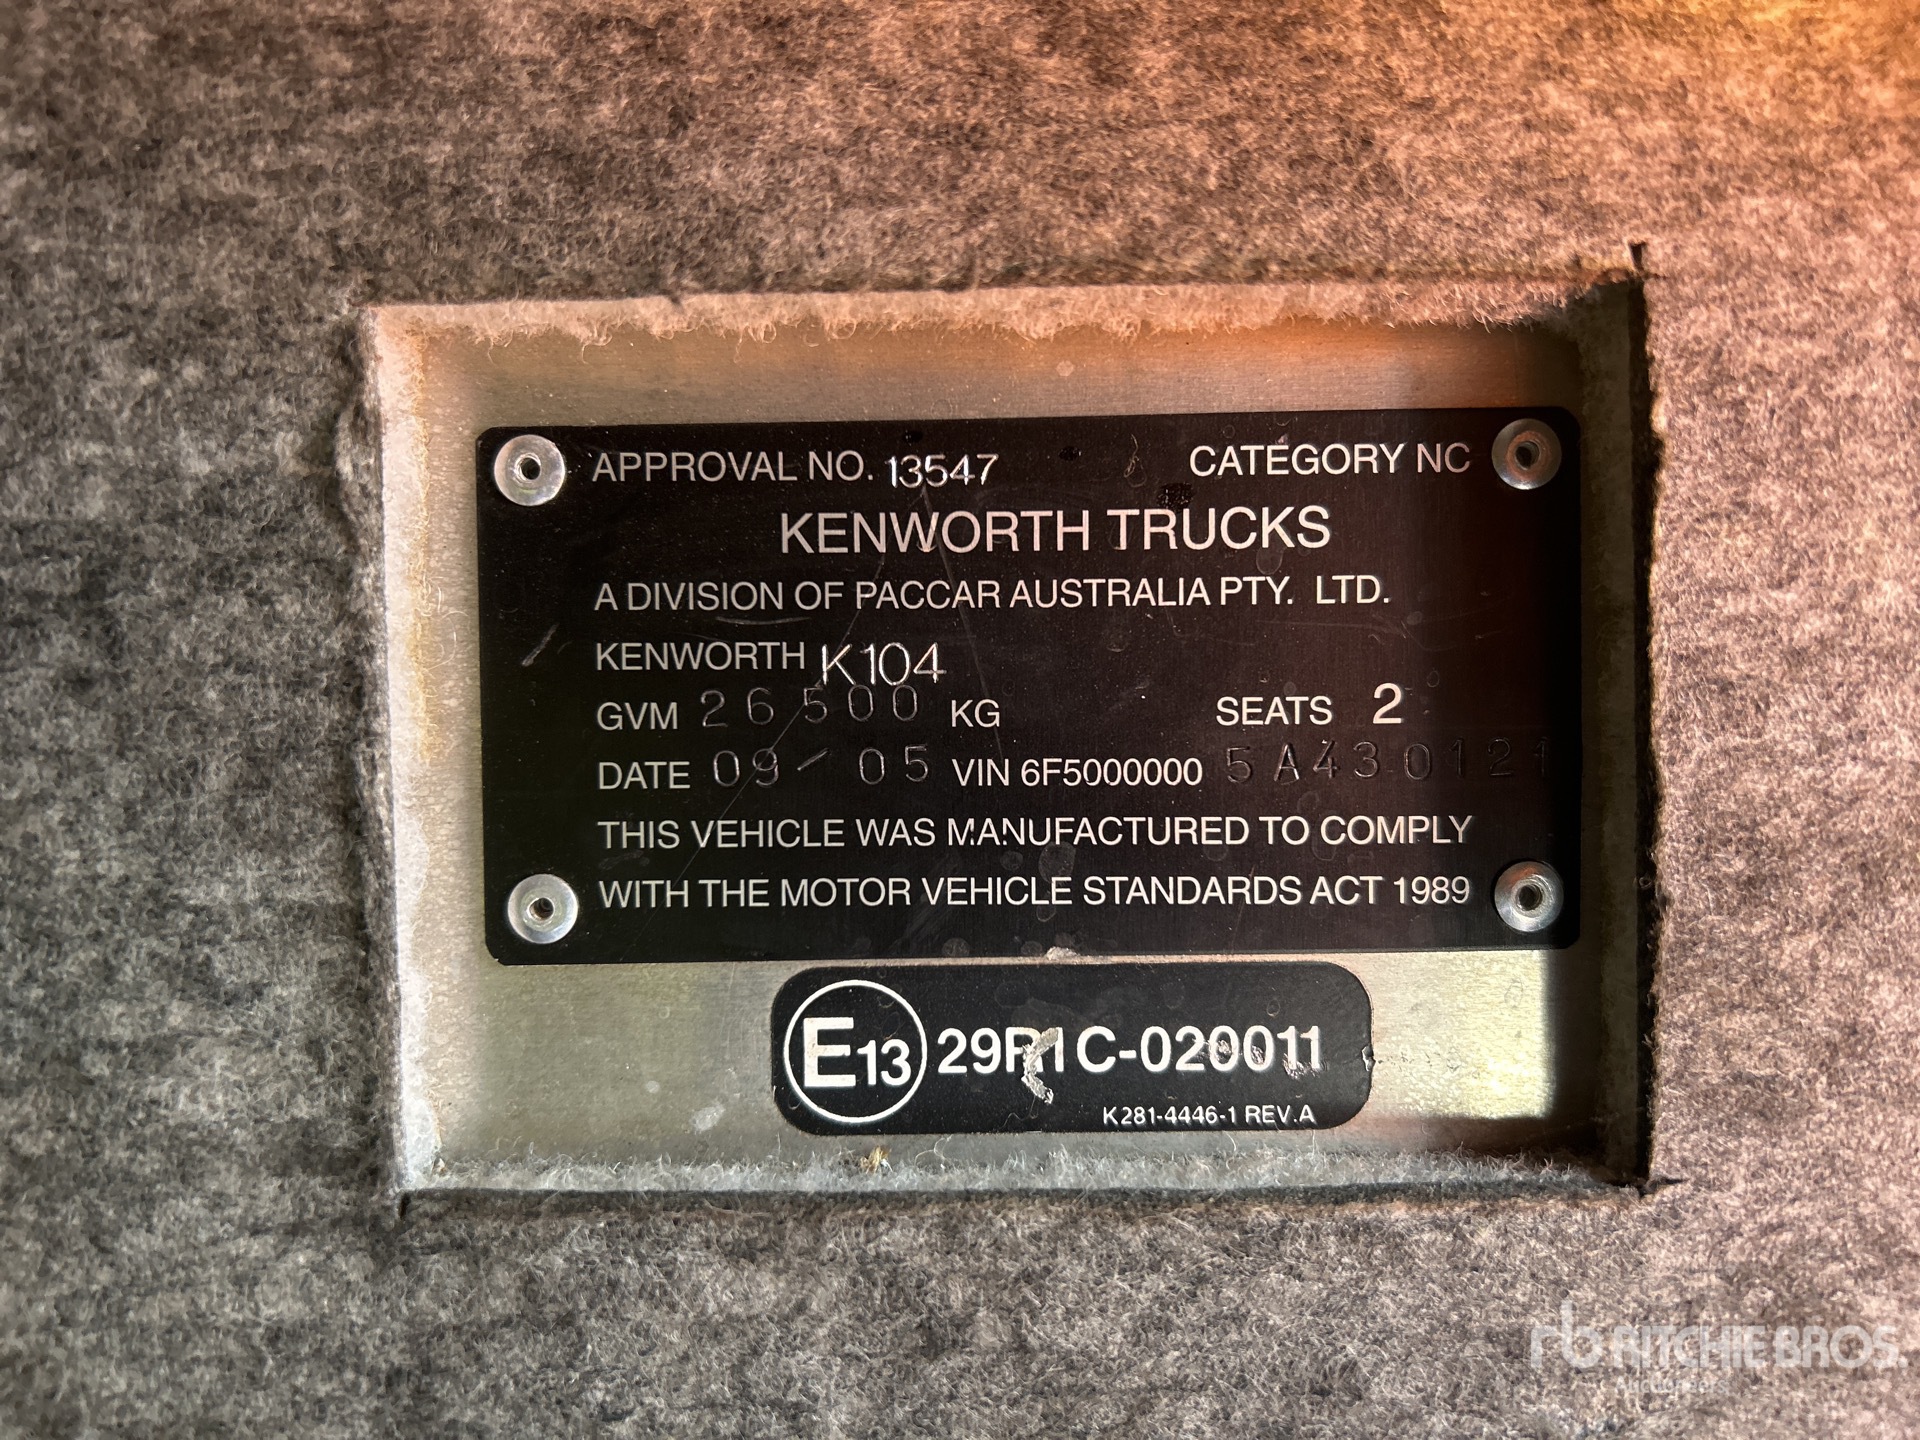 APPROVAL NO. 13547 CATEGORY NC
KENWORTH TRUCKS
A DIVISION OF PACCAR AUSTRALIA PTY. LTD.
KENWORTH K104
GVM 26500 KG SEATS 2
DATE 09/05 VIN 6F5000000 5A430121
THIS VEHICLE WAS MANUFACTURED TO COMPLY
WITH THE MOTOR VEHICLE STANDARDS ACT 1989
E13 29R1C-020011
K281-4446-1 REV.A
rb RITCHIE BROS.
Auctioneers